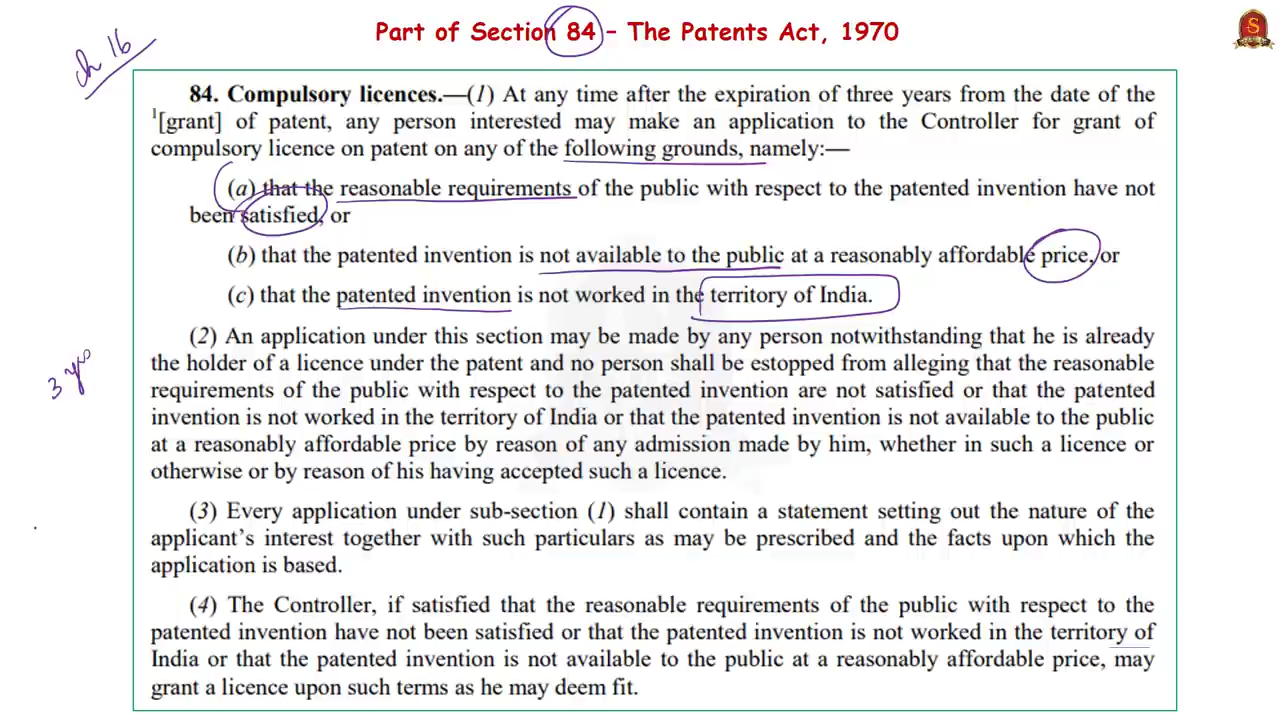 Part of Section 84 – The Patents Act, 1970
S
ch 16
84. Compulsory licences.—(1) At any time after the expiration of three years from the date of the
1[grant] of patent, any person interested may make an application to the Controller for grant of
compulsory licence on patent on any of the following grounds, namely:—
(a) that the reasonable requirements of the public with respect to the patented invention have not
been satisfied, or
(b) that the patented invention is not available to the public at a reasonably affordable price, or
(c) that the patented invention is not worked in the territory of India.
(2) An application under this section may be made by any person notwithstanding that he is already
the holder of a licence under the patent and no person shall be estopped from alleging that the reasonable
requirements of the public with respect to the patented invention are not satisfied or that the patented
invention is not worked in the territory of India or that the patented invention is not available to the public
at a reasonably affordable price by reason of any admission made by him, whether in such a licence or
otherwise or by reason of his having accepted such a licence.
3 yrs
(3) Every application under sub-section (1) shall contain a statement setting out the nature of the
applicant's interest together with such particulars as may be prescribed and the facts upon which the
application is based.
(4) The Controller, if satisfied that the reasonable requirements of the public with respect to the
patented invention have not been satisfied or that the patented invention is not worked in the territory of
India or that the patented invention is not available to the public at a reasonably affordable price, may
grant a licence upon such terms as he may deem fit.